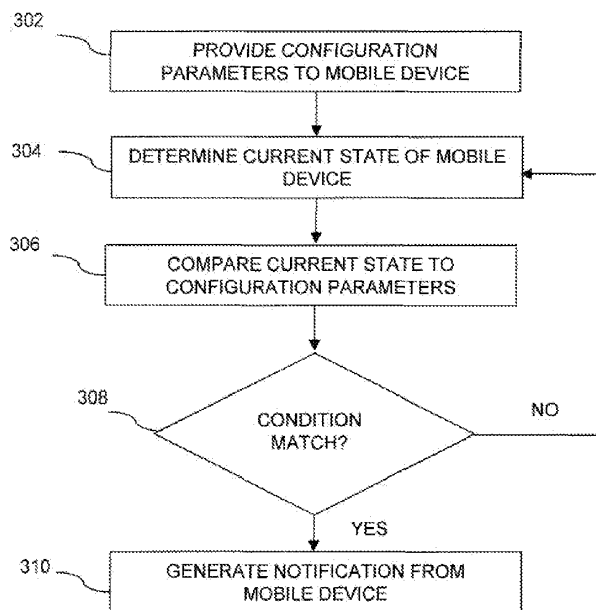 302
PROVIDE CONFIGURATION
PARAMETERS TO MOBILE DEVICE
304
DETERMINE CURRENT STATE OF MOBILE
DEVICE
306
COMPARE CURRENT STATE TO
CONFIGURATION PARAMETERS
308
CONDITION
MATCH?
NO
YES
310
GENERATE NOTIFICATION FROM
MOBILE DEVICE